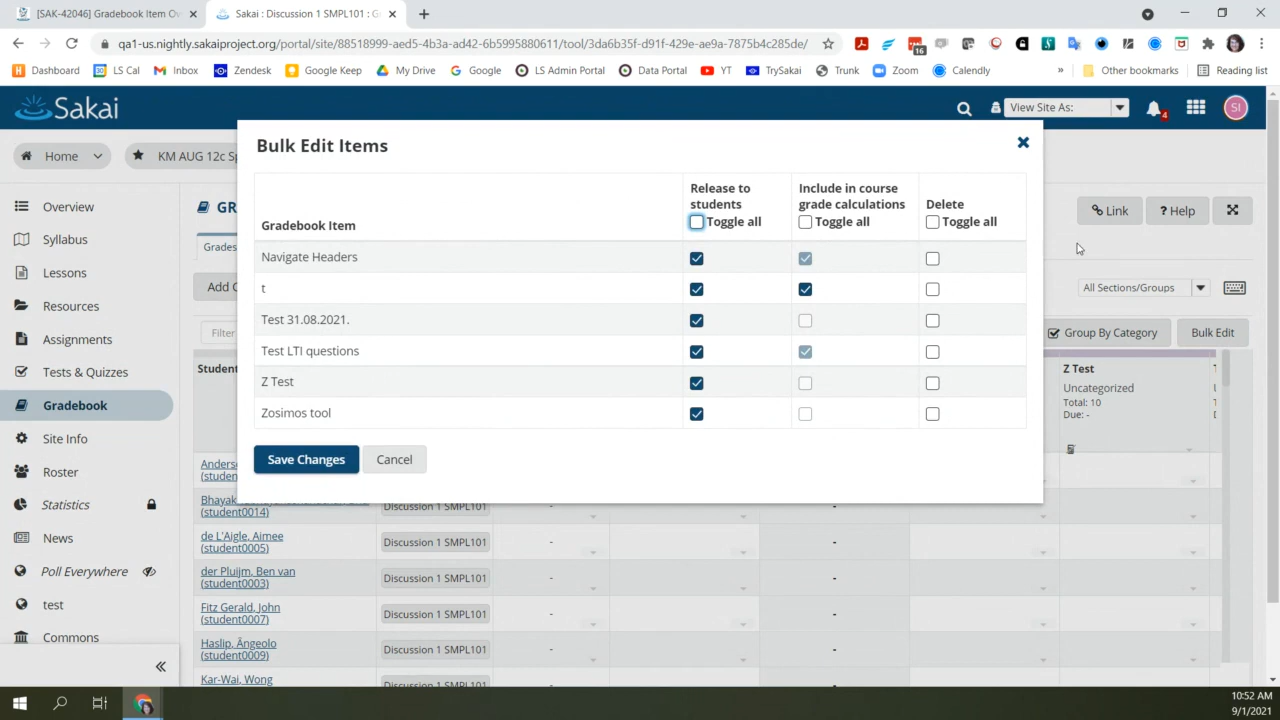 [SAK-42046] Gradebook Item Ov
Sakai : Discussion 1 SMPL101 : G
qa1-us.nightly.sakaiproject.org/portal/site/88518999-aed5-4b3a-ad42-6b5995880611/tool/3da6b35f-d91f-429e-ae9a-7875b4c285de/
16
Dashboard
LS Cal
Inbox
Zendesk
Google Keep
My Drive
Google
LS Admin Portal
Data Portal
YT
TrySakai
Trunk
Zoom
Calendly
»
Other bookmarks
Reading list
Sakai
View Site As:
4
SI
Home
KM AUG 12c Sp
Bulk Edit Items
Gradebook Item
Release to students
Toggle all
Include in course grade calculations
Toggle all
Delete
Toggle all
Navigate Headers
t
Test 31.08.2021.
Test LTI questions
Z Test
Zosimos tool
Save Changes
Cancel
Overview
Syllabus
Lessons
Resources
Assignments
Tests & Quizzes
Gradebook
Site Info
Roster
Statistics
News
Poll Everywhere
test
Commons
GR
Link
? Help
Grades
Add G
All Sections/Groups
Filter
Group By Category
Bulk Edit
Student
Z Test
Uncategorized
Total: 10
Due: -
Anders
(studen
Bhayak
(student0014)
Discussion 1 SMPL101
-
-
de L'Aigle, Aimee
(student0005)
Discussion 1 SMPL101
-
-
der Pluijm, Ben van
(student0003)
Discussion 1 SMPL101
-
-
Fitz Gerald, John
(student0007)
Discussion 1 SMPL101
-
-
Haslip, Ängeolo
(student0009)
Discussion 1 SMPL101
-
-
Kar-Wai, Wong
Discussion 1 SMPL101
-
-
10:52 AM
9/1/2021